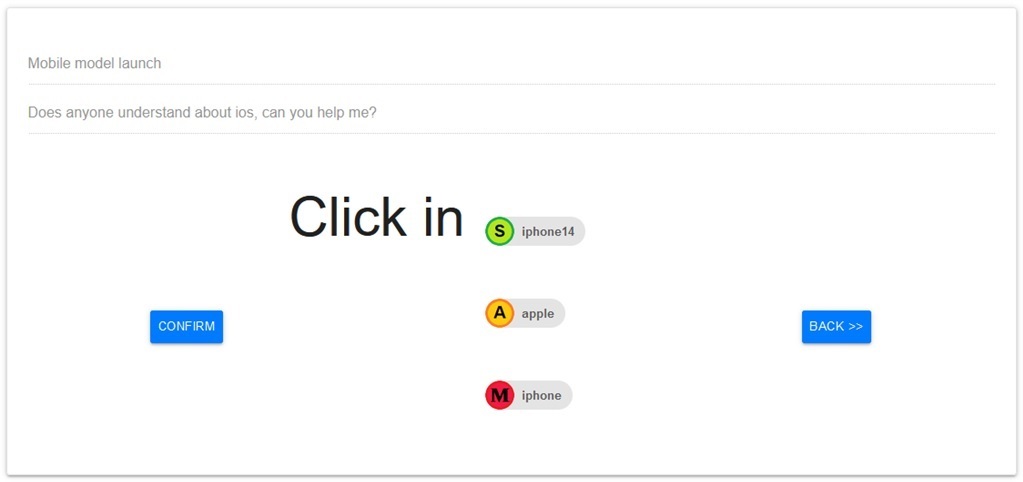 Mobile model launch
Does anyone understand about ios, can you help me?
Click in
S iphone14
A apple
CONFIRM
BACK >>
M iphone